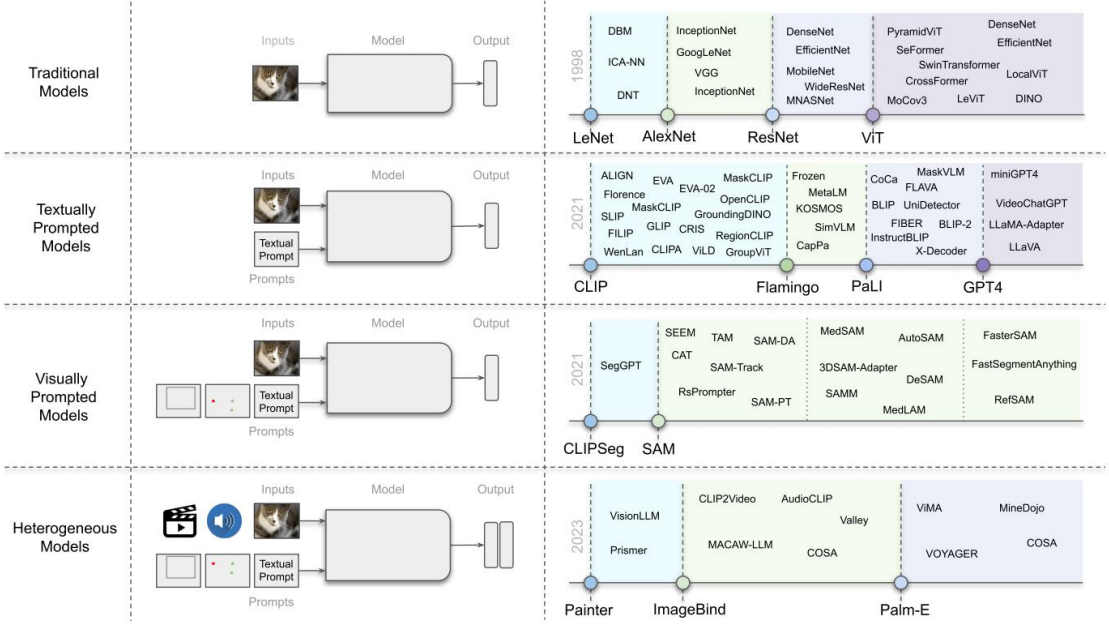 Traditional
Models
Inputs
Model
Output
1998
DBM
ICA-NN
DNT
InceptionNet
GoogLeNet
VGG
InceptionNet
DenseNet
EfficientNet
MobileNet
WideResNet
MNASNet
PyramidViT
DenseNet
SeFormer
EfficientNet
SwinTransformer
CrossFormer
LocalViT
MoCov3
LeViT
DINO
LeNet
AlexNet
ResNet
ViT
Textually
Prompted
Models
Inputs
Model
Output
Textual
Prompt
Prompts
2021
ALIGN
EVA
MaskCLIP
Florence
EVA-02
OpenCLIP
MaskCLIP
SLIP
GroundingDINO
FILIP
GLIP
CRIS
RegionCLIP
WenLan
CLIPA
ViLD
GroupViT
Frozen
MetaLM
KOSMOS
SimVLM
CapPa
CoCa
MaskVLM
FLAVA
BLIP
UniDetector
FIBER
BLIP-2
InstructBLIP
X-Decoder
miniGPT4
VideoChatGPT
LLaMA-Adapter
LLaVA
CLIP
Flamingo
PaLI
GPT4
Visually
Prompted
Models
Inputs
Model
Output
Textual
Prompt
Prompts
2021
SegGPT
SEEM
TAM
SAM-DA
CAT
SAM-Track
RsPrompter
SAM-PT
MedSAM
AutoSAM
3DSAM-Adapter
DeSAM
SAMM
MedLAM
FasterSAM
FastSegmentAnything
RefSAM
CLIPSeg
SAM
Heterogeneous
Models
Inputs
Model
Output
Textual
Prompt
Prompts
2023
VisionLLM
Prismer
CLIP2Video
AudioCLIP
Valley
MACAW-LLM
COSA
ViMA
MineDojo
VOYAGER
COSA
Painter
ImageBind
Palm-E